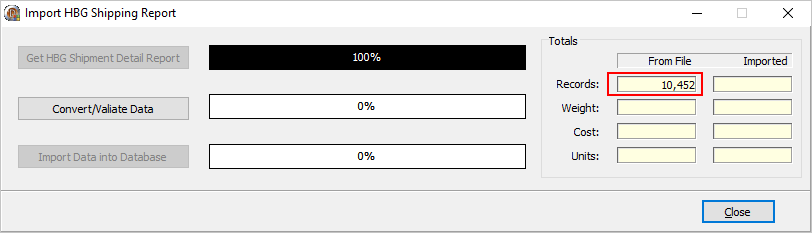 Import HBG Shipping Report
Get HBG Shipment Detail Report
100%
Convert/Valiate Data
0%
Import Data into Database
0%
Totals
From File Imported
Records: 10,452
Weight:
Cost:
Units:
Close